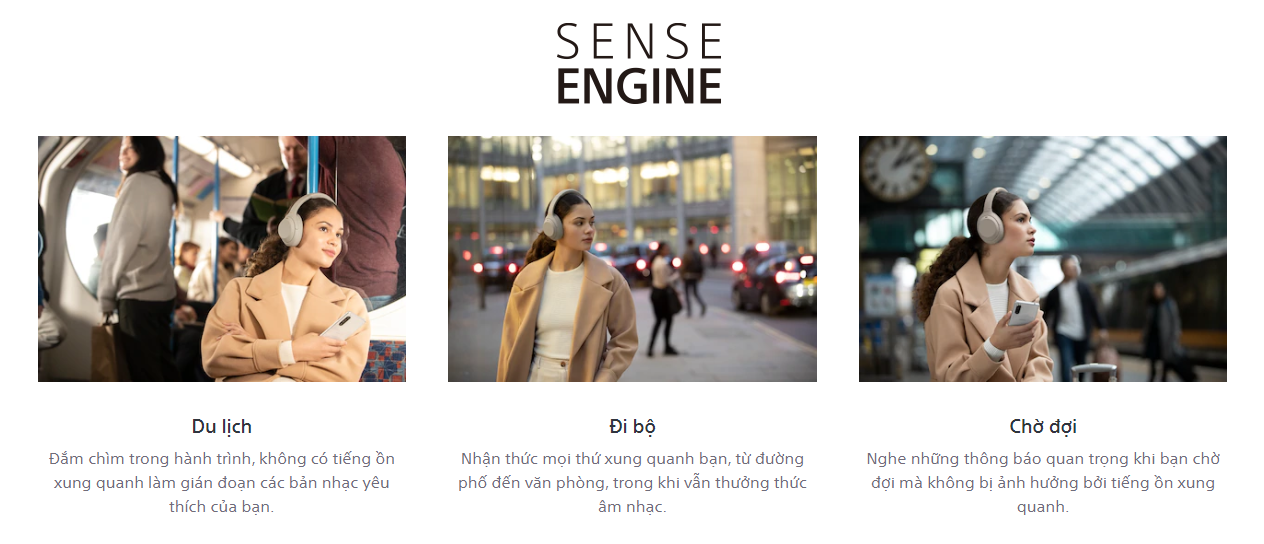 SENSE
ENGINE
Du lịch
Đắm chìm trong hành trình, không có tiếng ồn
xung quanh làm gián đoạn các bản nhạc yêu
thích của bạn.
Đi bộ
Nhận thức mọi thứ xung quanh bạn, từ đường
phố đến văn phòng, trong khi vẫn thưởng thức
âm nhạc.
Chờ đợi
Nghe những thông báo quan trọng khi bạn chờ
đợi mà không bị ảnh hưởng bởi tiếng ồn xung
quanh.